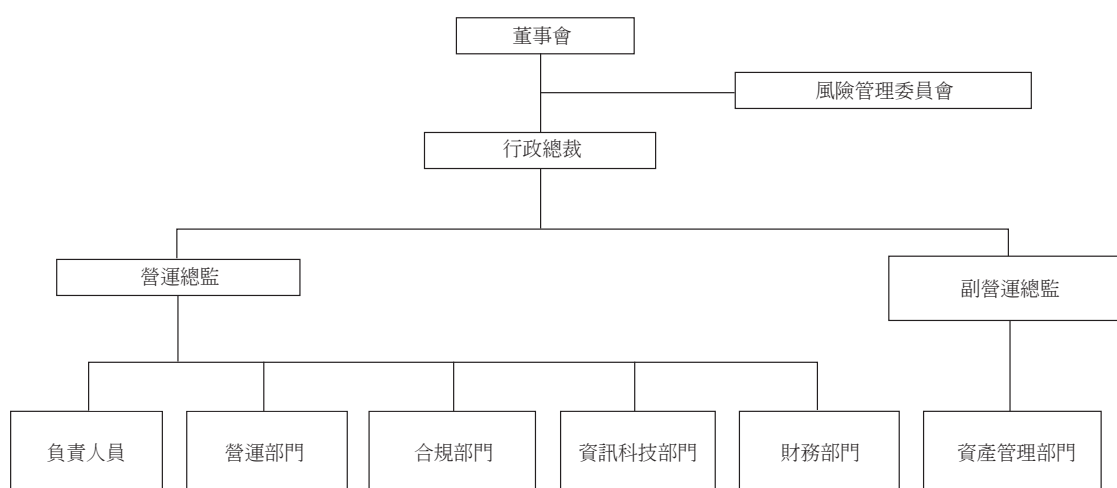 董事會
風險管理委員會
行政總裁
營運總監
副營運總監
負責人員
營運部門
合規部門
資訊科技部門
財務部門
資產管理部門